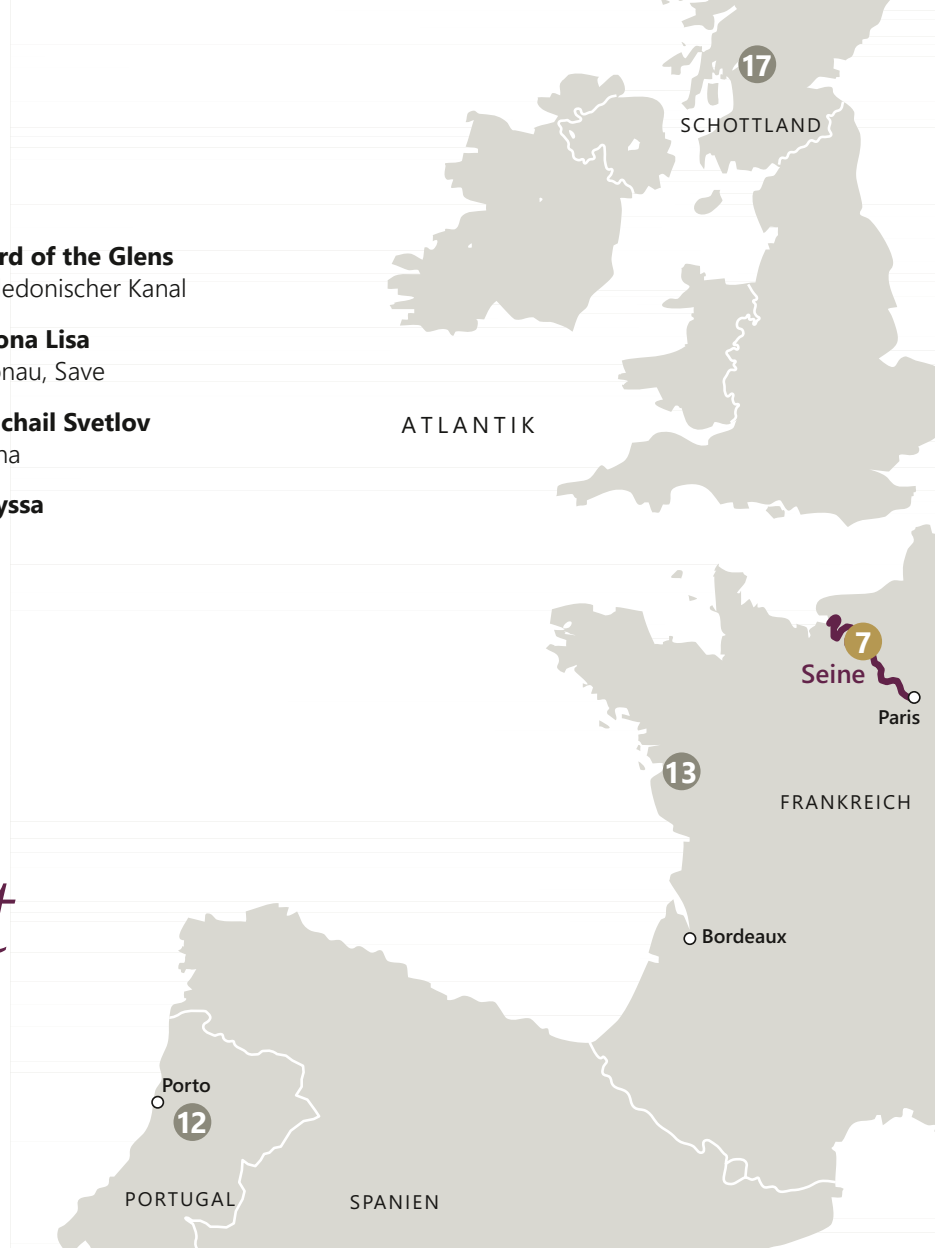 17
SCHOTTLAND
rd of the Glens
edonischer Kanal
ona Lisa
nau, Save
chail Svetlov
na
yssa
ATLANTIK
7
Seine
Paris
13
FRANKREICH
Bordeaux
Porto
12
PORTUGAL
SPANIEN